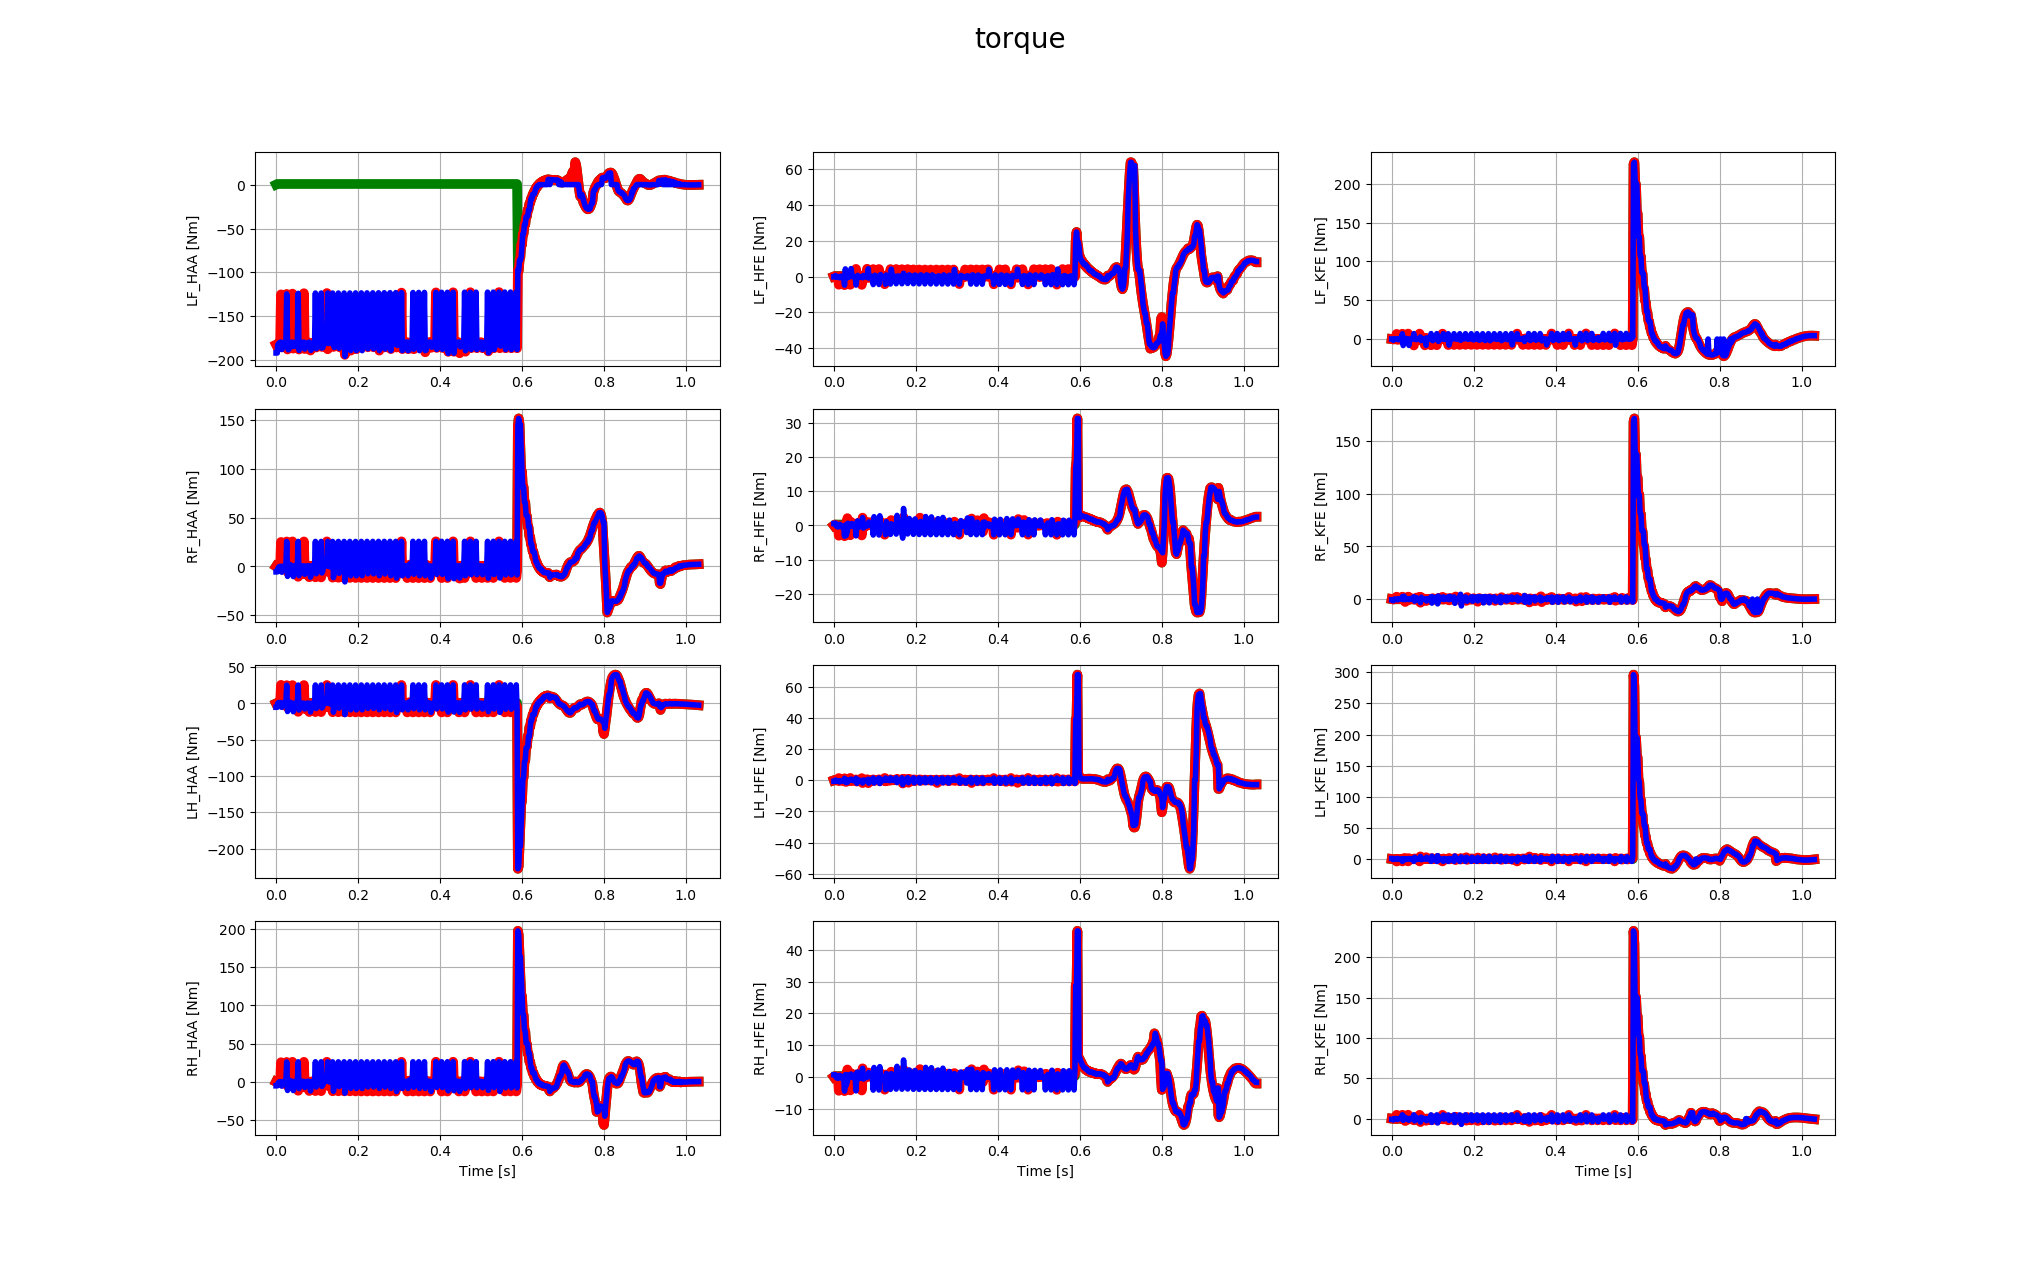 torque
LF_HAA [Nm]
0
−50
−100
−150
−200
0.0 0.2 0.4 0.6 0.8 1.0
LF_HFE [Nm]
60
40
20
0
−20
−40
0.0 0.2 0.4 0.6 0.8 1.0
LF_KFE [Nm]
200
150
100
50
0
0.0 0.2 0.4 0.6 0.8 1.0
RF_HAA [Nm]
150
100
50
0
−50
0.0 0.2 0.4 0.6 0.8 1.0
RF_HFE [Nm]
30
20
10
0
−10
−20
0.0 0.2 0.4 0.6 0.8 1.0
RF_KFE [Nm]
150
100
50
0
0.0 0.2 0.4 0.6 0.8 1.0
LH_HAA [Nm]
50
0
−50
−100
−150
−200
0.0 0.2 0.4 0.6 0.8 1.0
LH_HFE [Nm]
60
40
20
0
−20
−40
−60
0.0 0.2 0.4 0.6 0.8 1.0
LH_KFE [Nm]
300
250
200
150
100
50
0
0.0 0.2 0.4 0.6 0.8 1.0
RH_HAA [Nm]
200
150
100
50
0
−50
0.0 0.2 0.4 0.6 0.8 1.0
Time [s]
RH_HFE [Nm]
40
30
20
10
0
−10
0.0 0.2 0.4 0.6 0.8 1.0
Time [s]
RH_KFE [Nm]
200
150
100
50
0
0.0 0.2 0.4 0.6 0.8 1.0
Time [s]